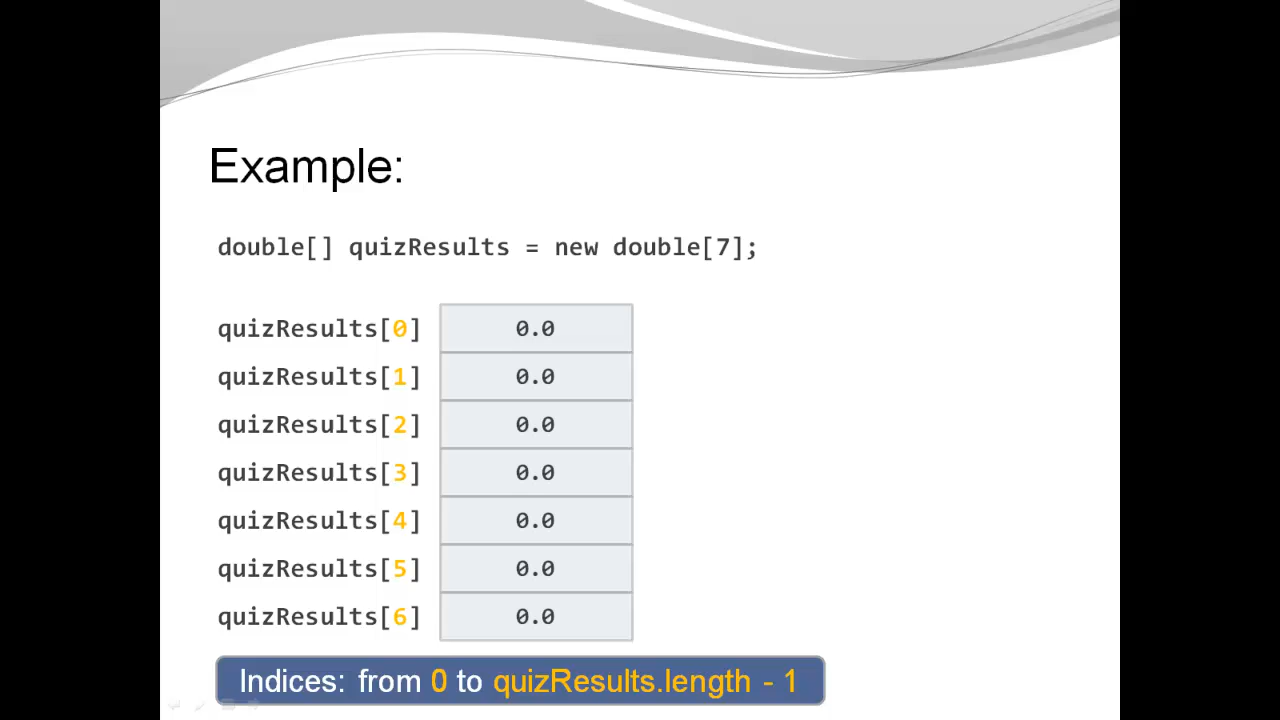 Example:
double[] quizResults = new double[7];
quizResults[0] 0.0
quizResults[1] 0.0
quizResults[2] 0.0
quizResults[3] 0.0
quizResults[4] 0.0
quizResults[5] 0.0
quizResults[6] 0.0
Indices: from 0 to quizResults.length - 1